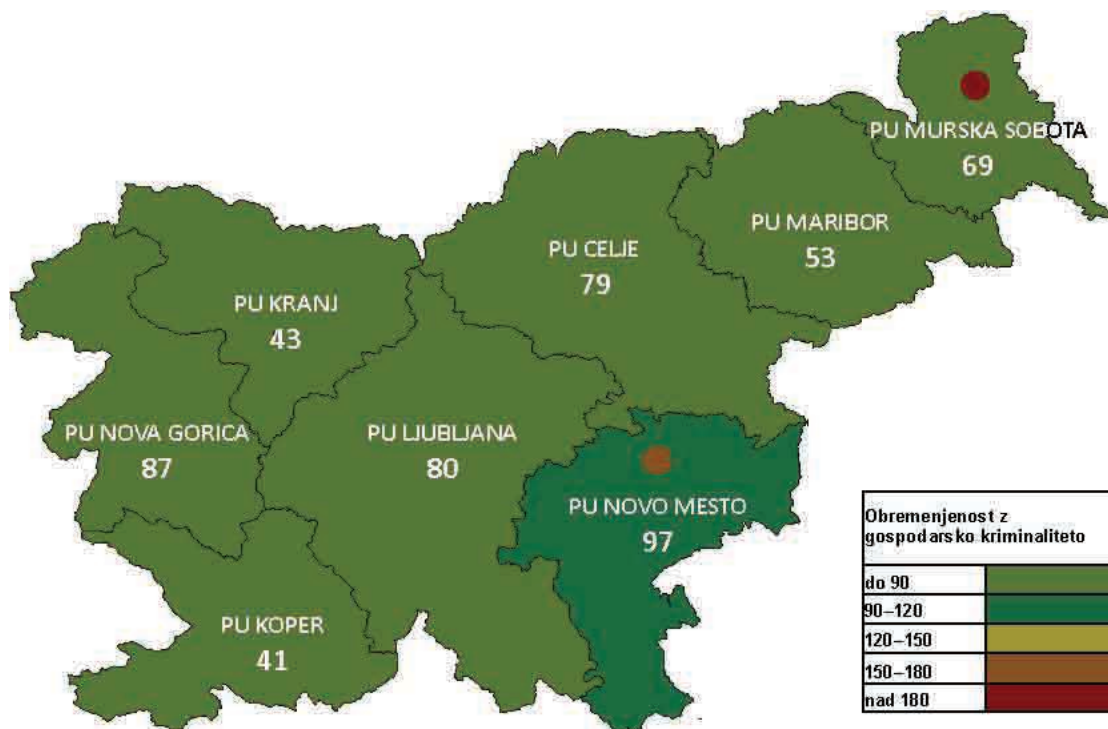 PU MURSKA SOBOTA
69
PU MARIBOR
53
PU CELJE
79
PU KRANJ
43
PU NOVA GORICA
87
PU LJUBLJANA
80
PU NOVO MESTO
97
PU KOPER
41
Obremenjenost z
gospodarsko kriminaliteto
do 90
90–120
120–150
150–180
nad 180